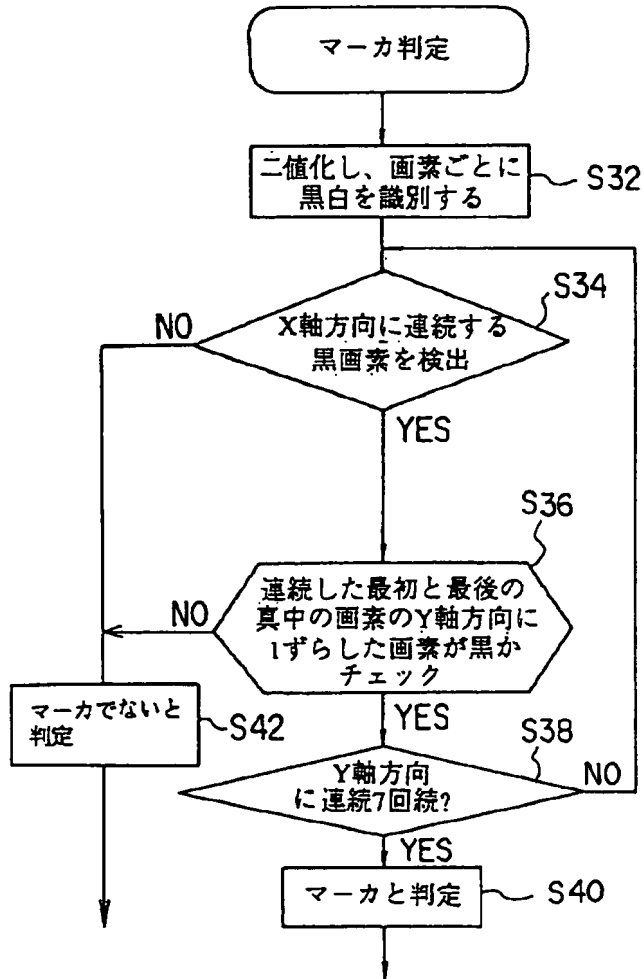 マーカ判定
二値化し、画素ごとに
黒白を識別する
S32
S34
X軸方向に連続する
黒画素を検出
NO
YES
S36
連続した最初と最後の
真中の画素のY軸方向に
1ずらした画素が黒か
チェック
NO
YES
マーカでないと
判定
S42
S38
Y軸方向
に連続7回続?
NO
YES
マーカと判定
S40